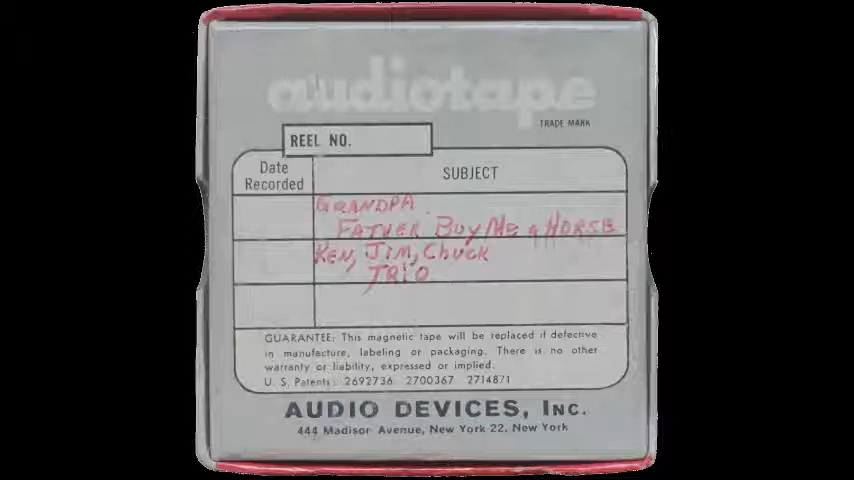 audiotape
TRADE MARK
REEL NO.
Date Recorded
SUBJECT
GRANDPA
FATHER BUY ME a HORSE
KEN, JIM, CHUCK
TRIO
GUARANTEE: This magnetic tape will be replaced if defective
in manufacture, labeling or packaging. There is no other
warranty or liability, expressed or implied.
U. S. Patents: 2692736 2700367 2714871
AUDIO DEVICES, INC.
444 Madison Avenue, New York 22, New York